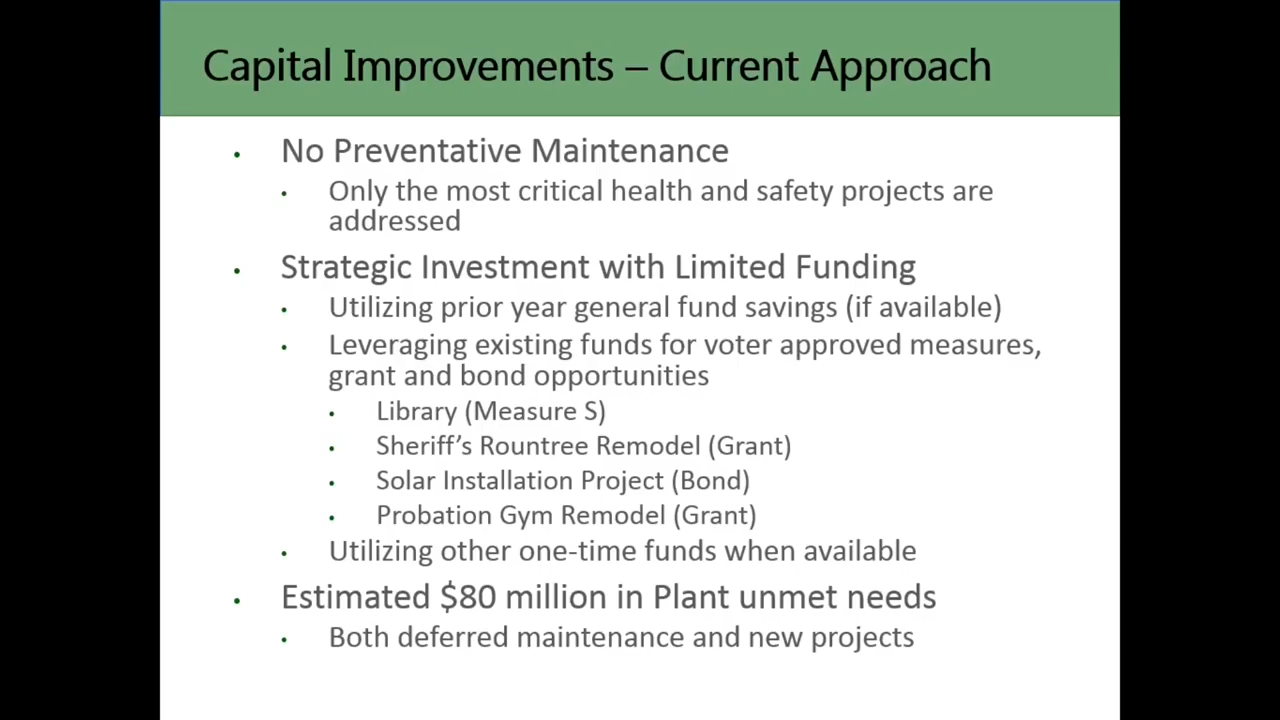 Capital Improvements – Current Approach
• No Preventative Maintenance
• Only the most critical health and safety projects are
addressed
• Strategic Investment with Limited Funding
• Utilizing prior year general fund savings (if available)
• Leveraging existing funds for voter approved measures,
grant and bond opportunities
• Library (Measure S)
• Sheriff’s Rountree Remodel (Grant)
• Solar Installation Project (Bond)
• Probation Gym Remodel (Grant)
• Utilizing other one-time funds when available
• Estimated $80 million in Plant unmet needs
• Both deferred maintenance and new projects